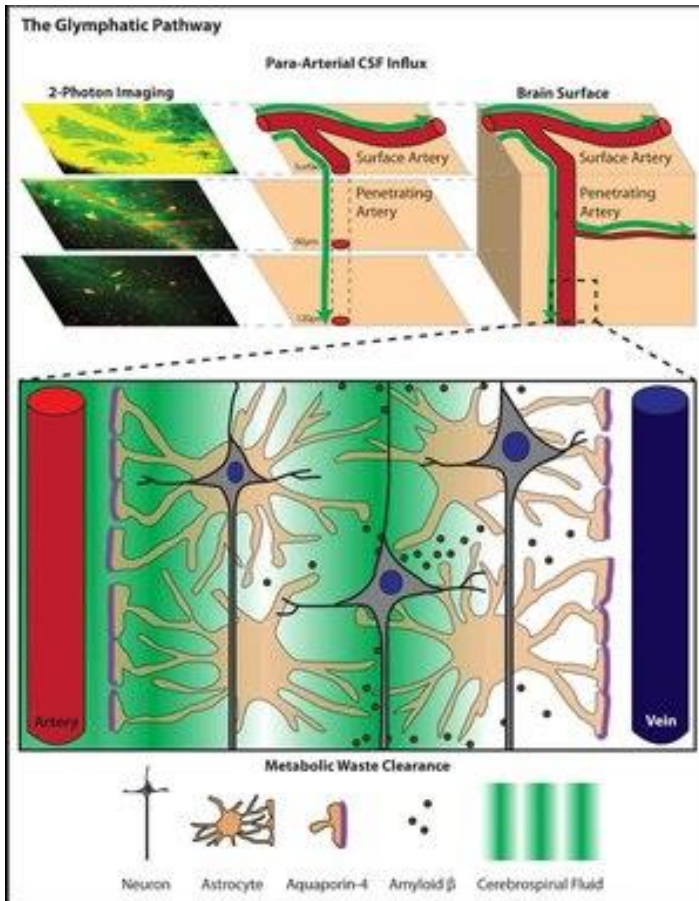 The Glymphatic Pathway
Para-Arterial CSF Influx
2-Photon Imaging
Brain Surface
Surface Artery
Surface Artery
Penetrating
Artery
Penetrating
Artery
Artery
Vein
Metabolic Waste Clearance
Neuron
Astrocyte
Aquaporin-4
Amyloid β
Cerebrospinal Fluid